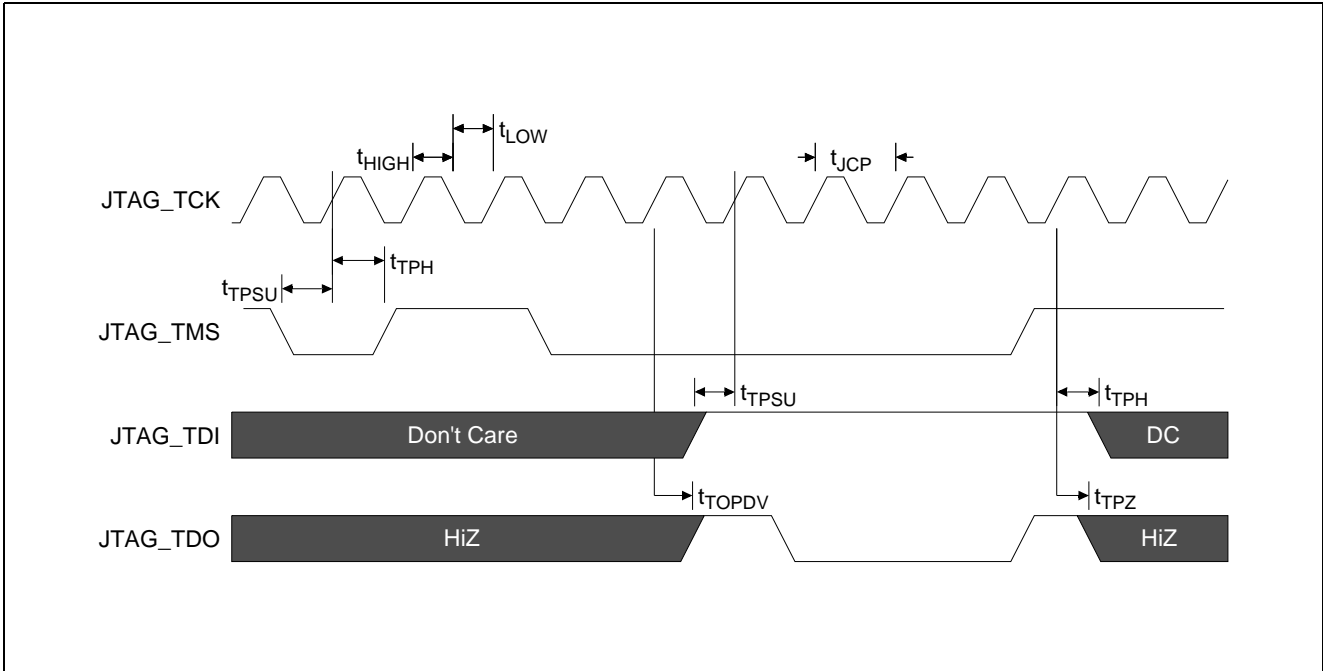 tLOW
tHIGH
tJCP
JTAG_TCK
tTPH
tTPSU
JTAG_TMS
tTPSU
tTPH
JTAG_TDI
Don't Care
DC
tTOPDV
tTPZ
JTAG_TDO
HiZ
HiZ